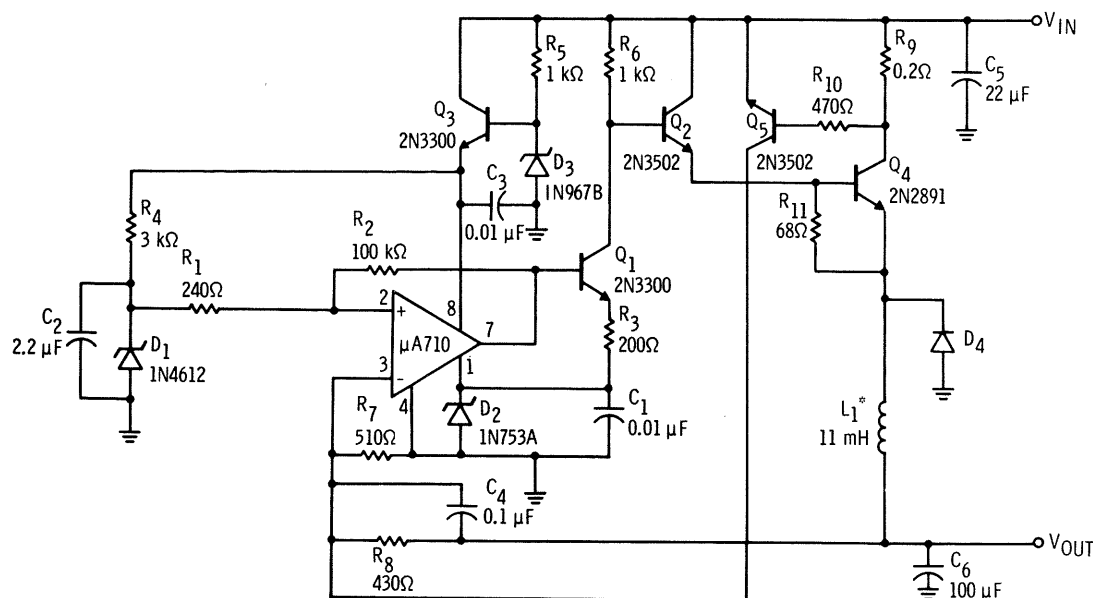 VIN
R5
1 kΩ
R6
1 kΩ
R9
0.2Ω
R10
470Ω
C5
22 µF
Q3
2N3300
Q2
2N3502
Q5
2N3502
D3
1N967B
C3
0.01 µF
Q4
2N2891
R11
68Ω
R4
3 kΩ
R2
100 kΩ
R1
240Ω
Q1
2N3300
C2
2.2 µF
D1
1N4612
2
+
8
µA710
7
3
-
4
1
R3
200Ω
D4
R7
510Ω
D2
1N753A
C1
0.01 µF
L1*
11 mH
C4
0.1 µF
R8
430Ω
VOUT
C6
100 µF